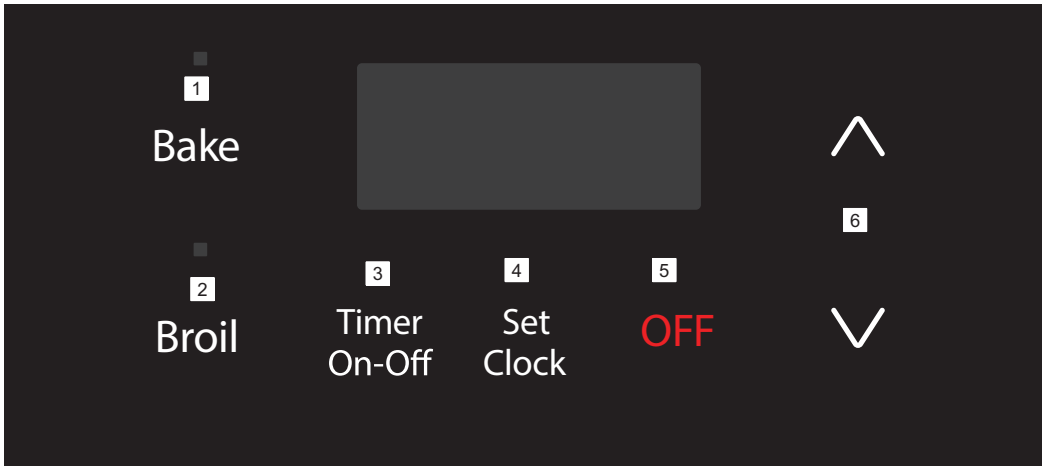 1
Bake
2
Broil
3
Timer
On-Off
4
Set
Clock
5
OFF
6